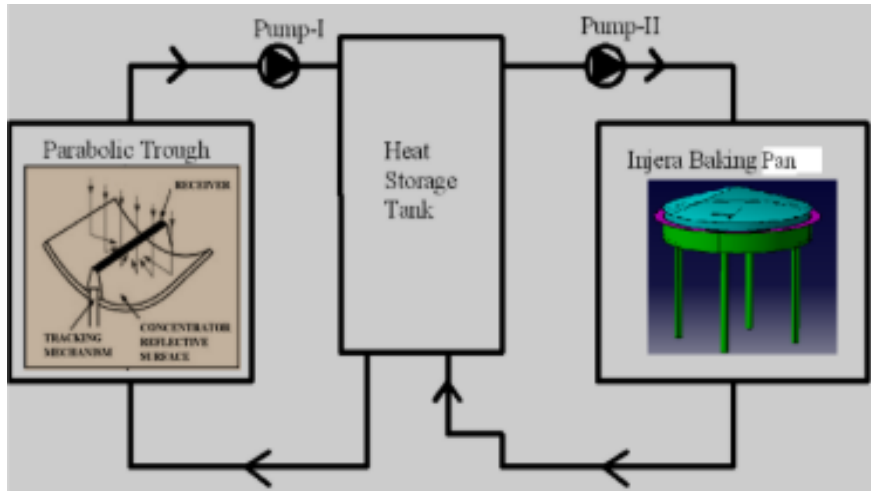 Pump-I
Pump-II
Parabolic Trough
RECEIVER
TRACKING
MECHANISM
CONCENTRATOR
REFLECTIVE
SURFACE
Heat
Storage
Tank
Injera Baking Pan